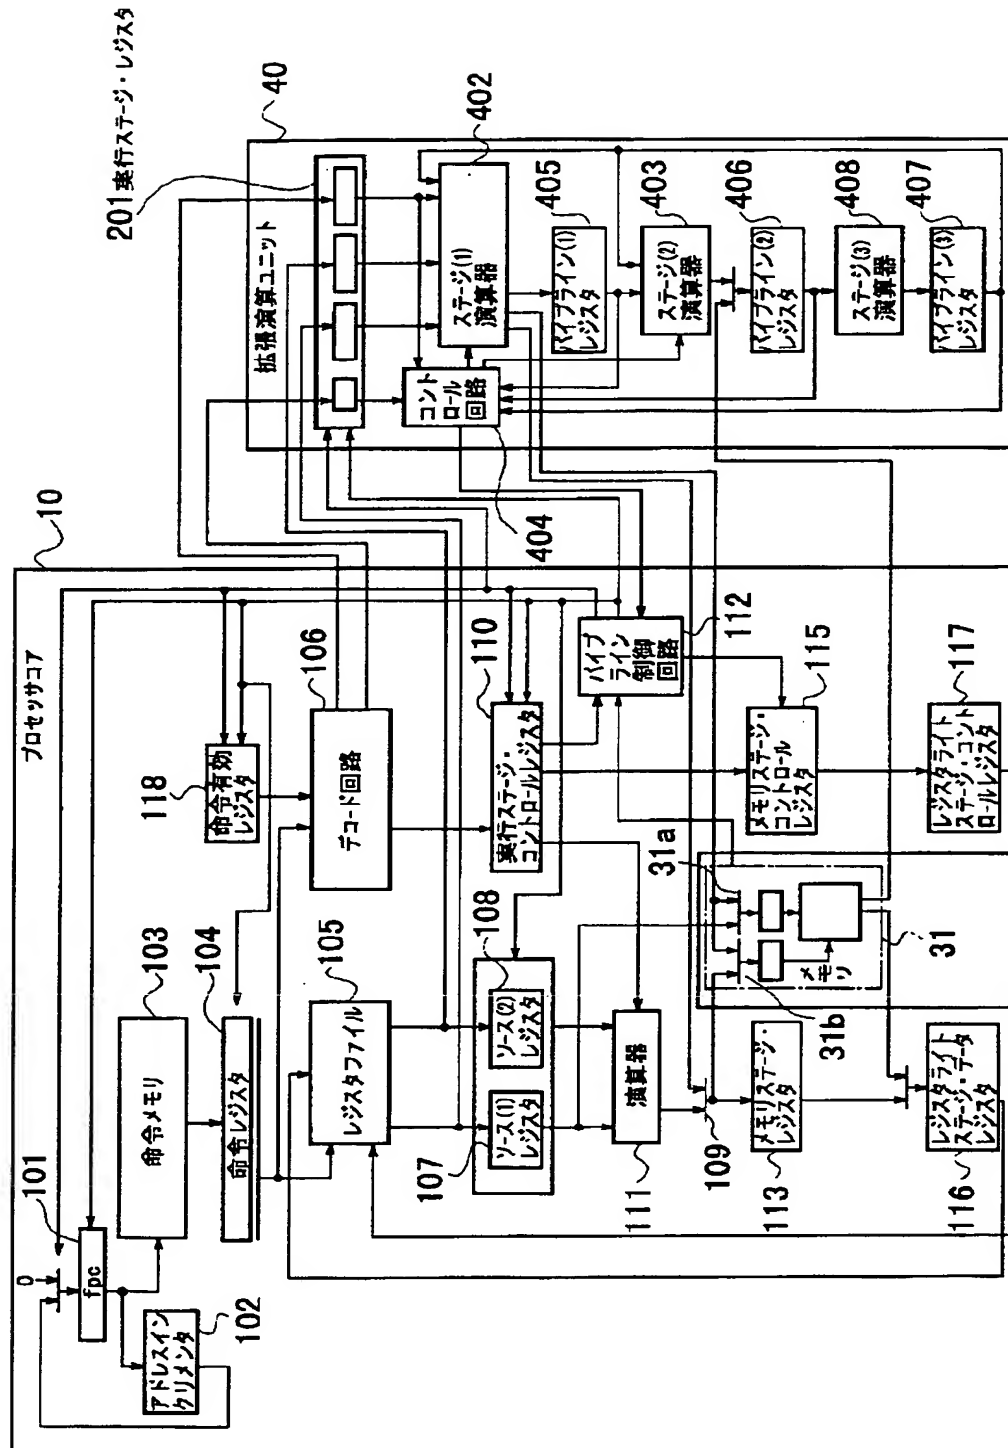 10
プロセッサコア
0
101
fpc
アドレスイン
クリメンタ
102
103
命令メモリ
104
命令レジスタ
118
命令有効
レジスタ
105
レジスタファイル
106
デコード回路
107
ソース(1)
レジスタ
108
ソース(2)
レジスタ
110
実行ステージ・
コントロールレジスタ
111
演算器
112
パイプ
ライン
制御
回路
109
113
メモリステージ・
レジスタ
31a
31b
メモリ
31
115
メモリステージ・
コントロール
レジスタ
116
レジスタライト
ステージ・データ
レジスタ
117
レジスタライト
ステージ・コント
ロールレジスタ
201実行ステージ・レジスタ
40
拡張演算ユニット
402
ステージ(1)
演算器
404
コント
ロール
回路
405
パイプライン(1)
レジスタ
403
ステージ(2)
演算器
406
パイプライン(2)
レジスタ
408
ステージ(3)
演算器
407
パイプライン(3)
レジスタ